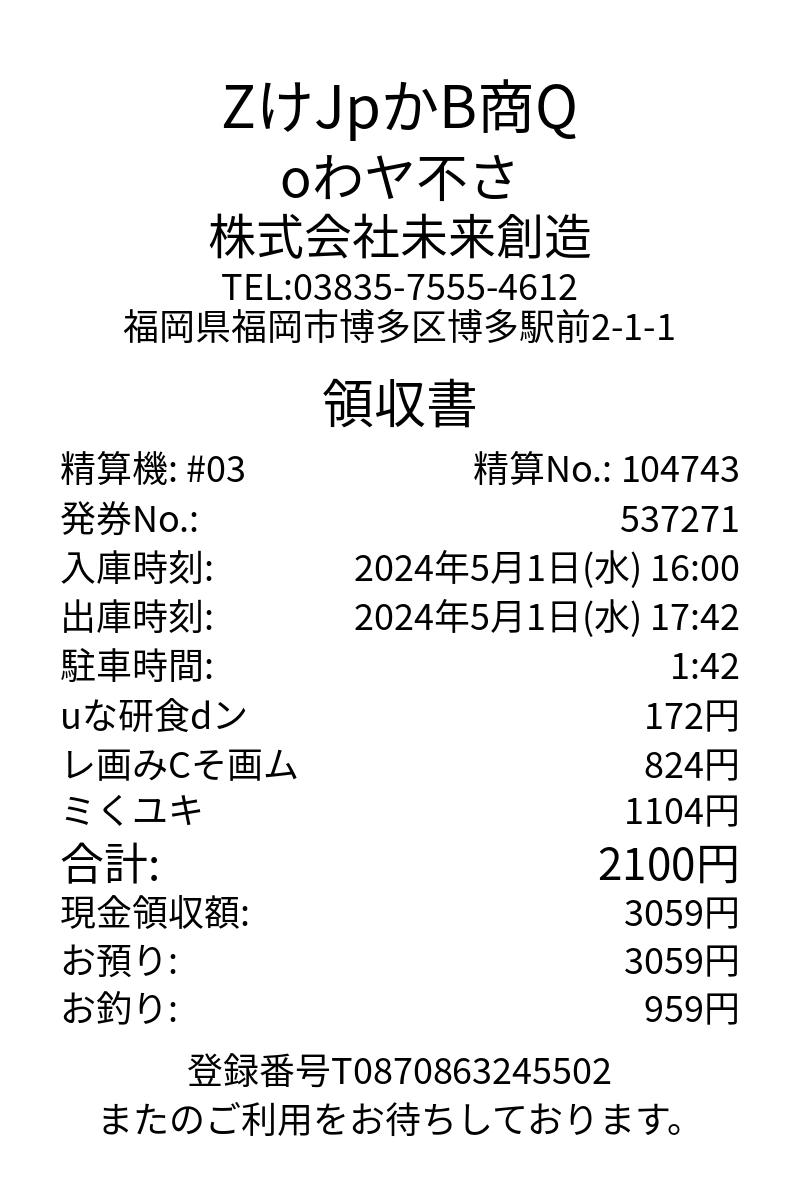 ZけJpかB商Q
oわヤ不さ
株式会社未来創造
TEL:03835-7555-4612
福岡県福岡市博多区博多駅前2-1-1
領収書
精算機: #03 精算No.: 104743
発券No.: 537271
入庫時刻: 2024年5月1日(水) 16:00
出庫時刻: 2024年5月1日(水) 17:42
駐車時間: 1:42
uな研食dン 172円
レ画みCそ画ム 824円
ミくユキ 1104円
合計: 2100円
現金領収額: 3059円
お預り: 3059円
お釣り: 959円
登録番号T0870863245502
またのご利用をお待ちしております。